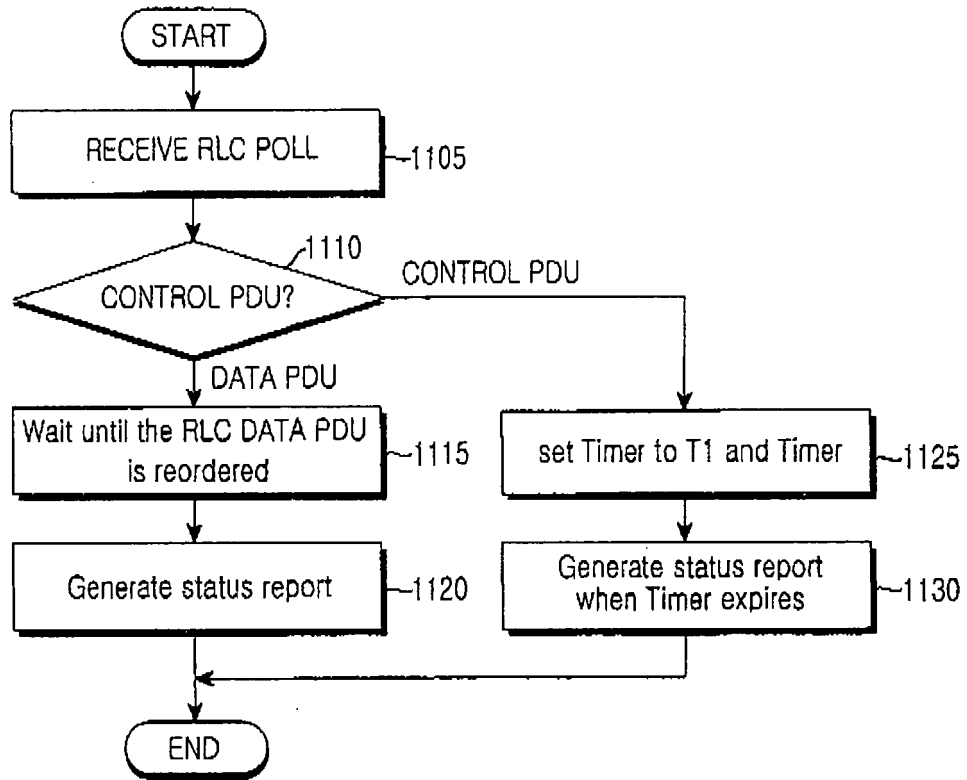 START
RECEIVE RLC POLL
1105
1110
CONTROL PDU?
CONTROL PDU
DATA PDU
Wait until the RLC DATA PDU
is reordered
1115
set Timer to T1 and Timer
1125
Generate status report
1120
Generate status report
when Timer expires
1130
END